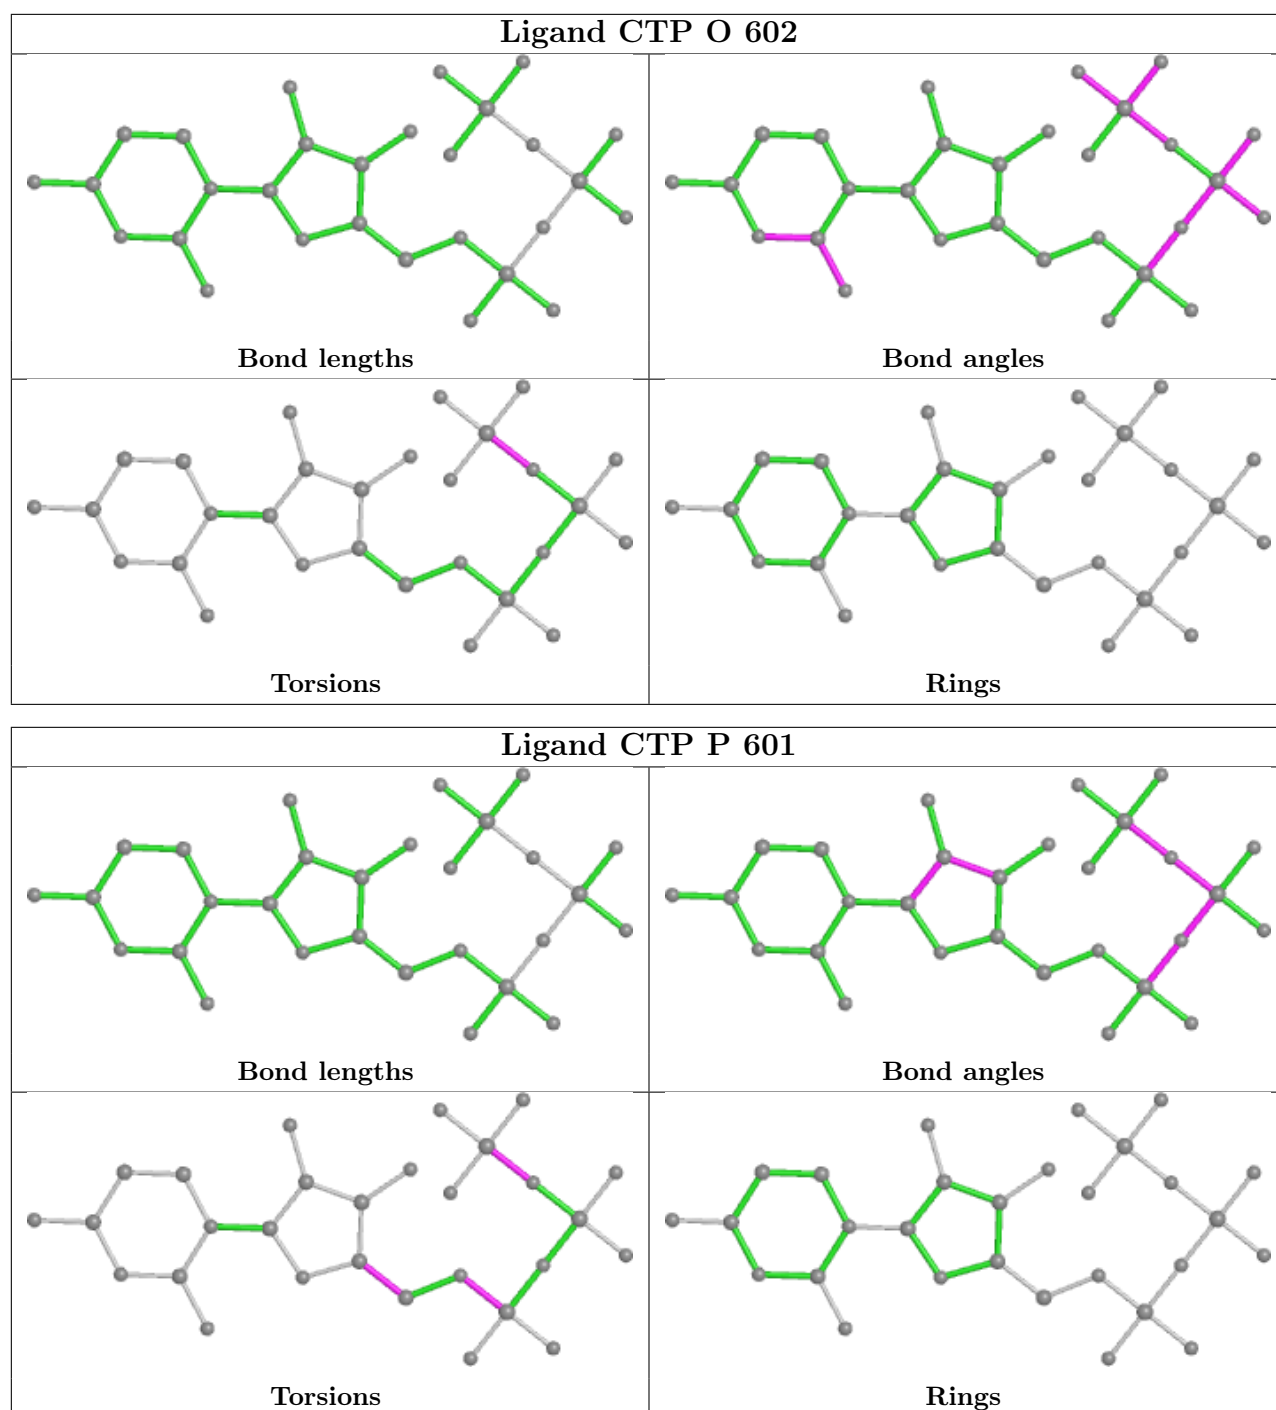 Ligand CTP O 602
Bond lengths
Bond angles
Torsions
Rings
Ligand CTP P 601
Bond lengths
Bond angles
Torsions
Rings